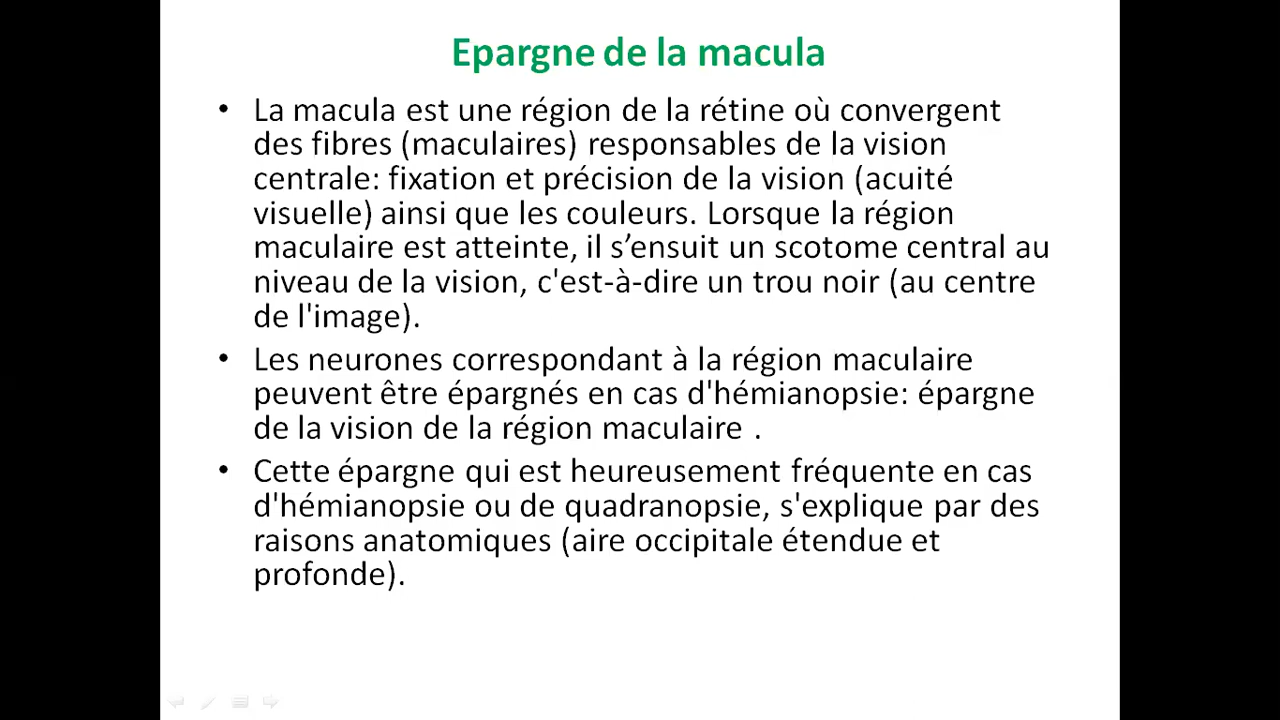 Epargne de la macula
• La macula est une région de la rétine où convergent
des fibres (maculaires) responsables de la vision
centrale: fixation et précision de la vision (acuité
visuelle) ainsi que les couleurs. Lorsque la région
maculaire est atteinte, il s’ensuit un scotome central au
niveau de la vision, c'est-à-dire un trou noir (au centre
de l'image).
• Les neurones correspondant à la région maculaire
peuvent être épargnés en cas d'hémianopsie: épargne
de la vision de la région maculaire .
• Cette épargne qui est heureusement fréquente en cas
d'hémianopsie ou de quadranopsie, s'explique par des
raisons anatomiques (aire occipitale étendue et
profonde).